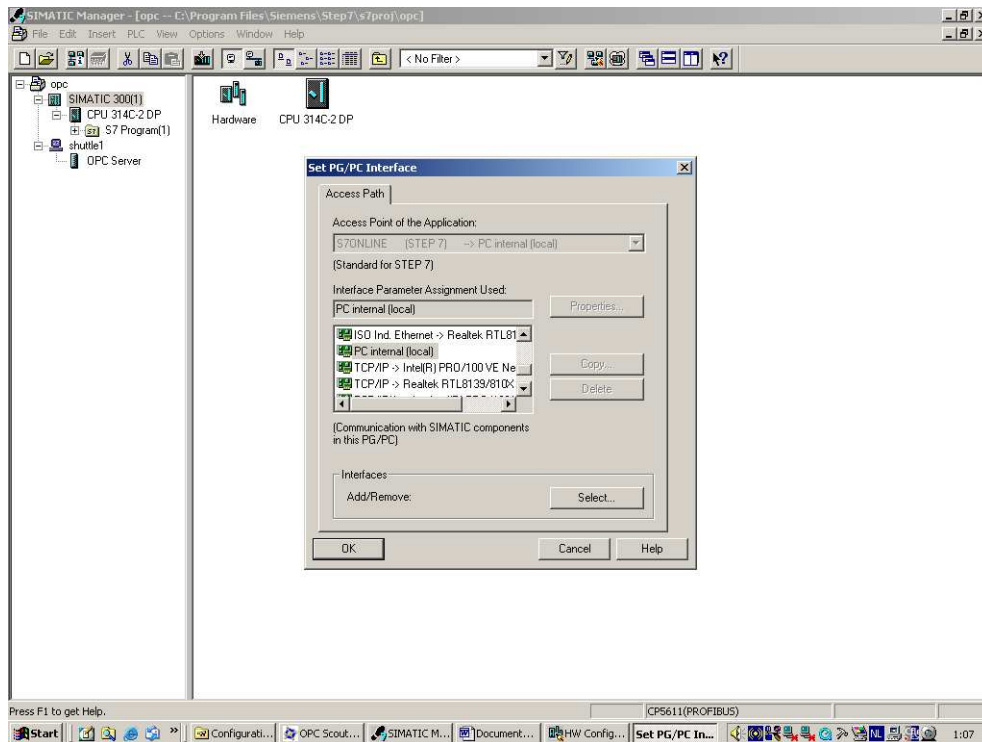 SIMATIC Manager - [opc -- C:\Program Files\Siemens\Step7\s7proj\opc]
File Edit Insert PLC View Options Window Help
< No Filter >
opc
SIMATIC 300(1)
CPU 314C-2 DP
S7 Program(1)
shuttle1
OPC Server
Hardware
CPU 314C-2 DP
Set PG/PC Interface
Access Path
Access Point of the Application:
S7ONLINE (STEP 7) --> PC internal (local)
(Standard for STEP 7)
Interface Parameter Assignment Used:
PC internal (local)
Properties...
ISO Ind. Ethernet -> Realtek RTL81
PC internal (local)
TCP/IP -> Intel(R) PRO/100 VE Ne
TCP/IP -> Realtek RTL8139/810X
Copy...
Delete
(Communication with SIMATIC components
in this PG/PC)
Interfaces
Add/Remove:
Select...
OK
Cancel
Help
Press F1 to get Help.
CP5611(PROFIBUS)
Start
Configurati...
OPC Scout...
SIMATIC M...
Document...
HW Config...
Set PG/PC In...
NL
1:07